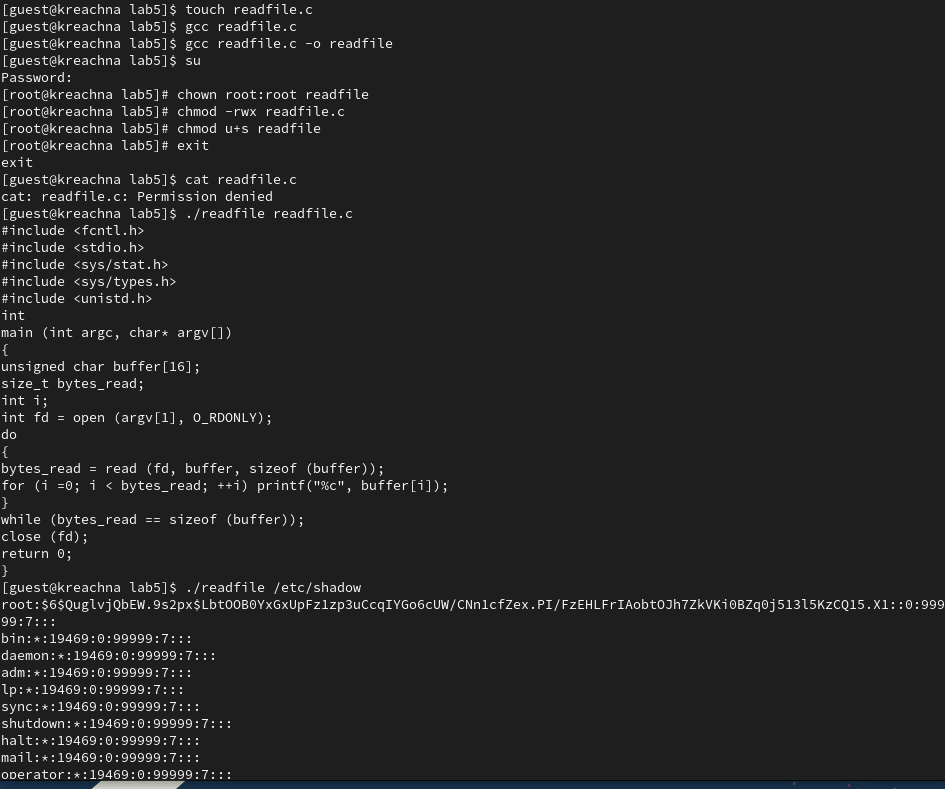 [guest@kreachna lab5]$ touch readfile.c
[guest@kreachna lab5]$ gcc readfile.c
[guest@kreachna lab5]$ gcc readfile.c -o readfile
[guest@kreachna lab5]$ su
Password:
[root@kreachna lab5]# chown root:root readfile
[root@kreachna lab5]# chmod -rwx readfile.c
[root@kreachna lab5]# chmod u+s readfile
[root@kreachna lab5]# exit
exit
[guest@kreachna lab5]$ cat readfile.c
cat: readfile.c: Permission denied
[guest@kreachna lab5]$ ./readfile readfile.c
#include <fcntl.h>
#include <stdio.h>
#include <sys/stat.h>
#include <sys/types.h>
#include <unistd.h>
int
main (int argc, char* argv[])
{
unsigned char buffer[16];
size_t bytes_read;
int i;
int fd = open (argv[1], O_RDONLY);
do
{
bytes_read = read (fd, buffer, sizeof (buffer));
for (i =0; i < bytes_read; ++i) printf("%c", buffer[i]);
}
while (bytes_read == sizeof (buffer));
close (fd);
return 0;
}
[guest@kreachna lab5]$ ./readfile /etc/shadow
root:$6$QuglvjQbEW.9s2px$LbtOOB0YxGxUpFz1zp3uCcqIYGo6cUW/CNn1cfZex.PI/FzEHLFrIAobtOJh7ZkVKi0BZq0j513l5KzCQ15.X1::0:999
99:7:::
bin:*:19469:0:99999:7:::
daemon:*:19469:0:99999:7:::
adm:*:19469:0:99999:7:::
lp:*:19469:0:99999:7:::
sync:*:19469:0:99999:7:::
shutdown:*:19469:0:99999:7:::
halt:*:19469:0:99999:7:::
mail:*:19469:0:99999:7:::
operator:*:19469:0:99999:7:::